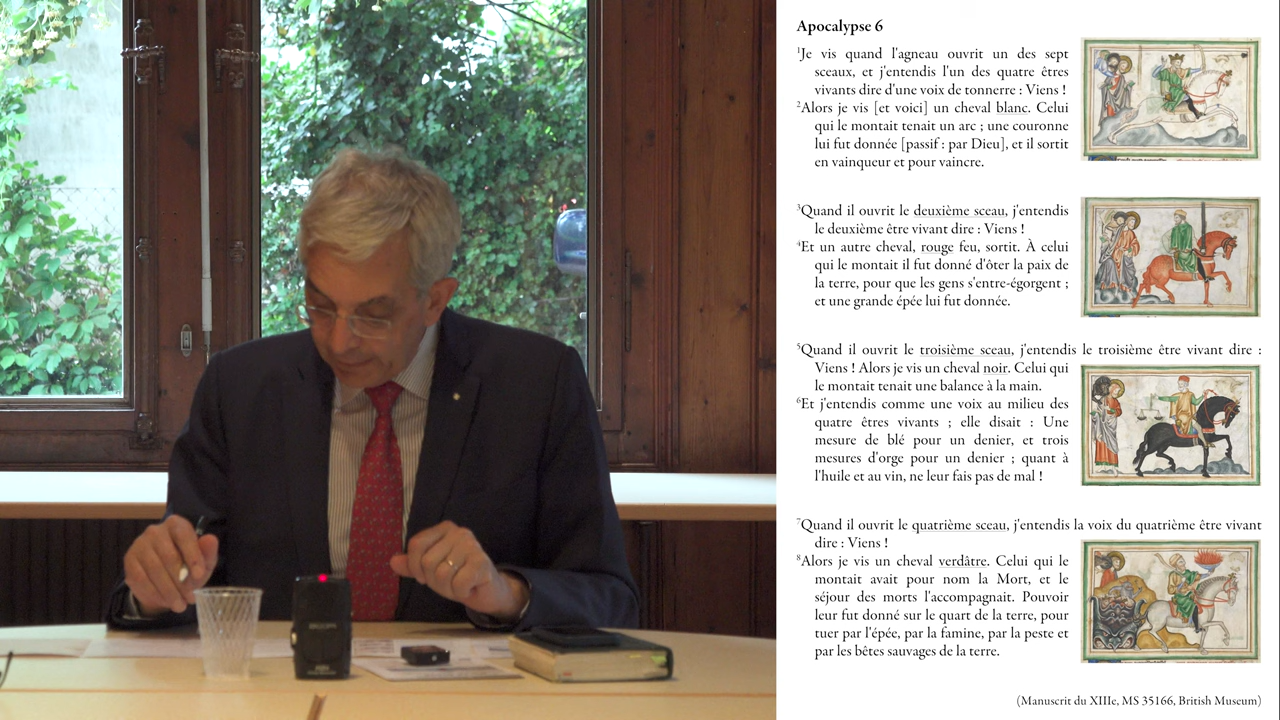 Apocalypse 6
¹Je vis quand l'agneau ouvrit un des sept
sceaux, et j'entendis l'un des quatre êtres
vivants dire d'une voix de tonnerre : Viens !
²Alors je vis [et voici] un cheval blanc. Celui
qui le montait tenait un arc ; une couronne
lui fut donnée [passif : par Dieu], et il sortit
en vainqueur et pour vaincre.
³Quand il ouvrit le deuxième sceau, j'entendis
le deuxième être vivant dire : Viens !
⁴Et un autre cheval, rouge feu, sortit. À celui
qui le montait il fut donné d'ôter la paix de
la terre, pour que les gens s'entre-égorgent ;
et une grande épée lui fut donnée.
⁵Quand il ouvrit le troisième sceau, j'entendis le troisième être vivant dire :
Viens ! Alors je vis un cheval noir. Celui qui
le montait tenait une balance à la main.
⁶Et j'entendis comme une voix au milieu des
quatre êtres vivants ; elle disait : Une
mesure de blé pour un denier, et trois
mesures d'orge pour un denier ; quant à
l'huile et au vin, ne leur fais pas de mal !
⁷Quand il ouvrit le quatrième sceau, j'entendis la voix du quatrième être vivant
dire : Viens !
⁸Alors je vis un cheval verdâtre. Celui qui le
montait avait pour nom la Mort, et le
séjour des morts l'accompagnait. Pouvoir
leur fut donné sur le quart de la terre, pour
tuer par l'épée, par la famine, par la peste et
par les bêtes sauvages de la terre.
(Manuscrit du XIIIe, MS 35166, British Museum)